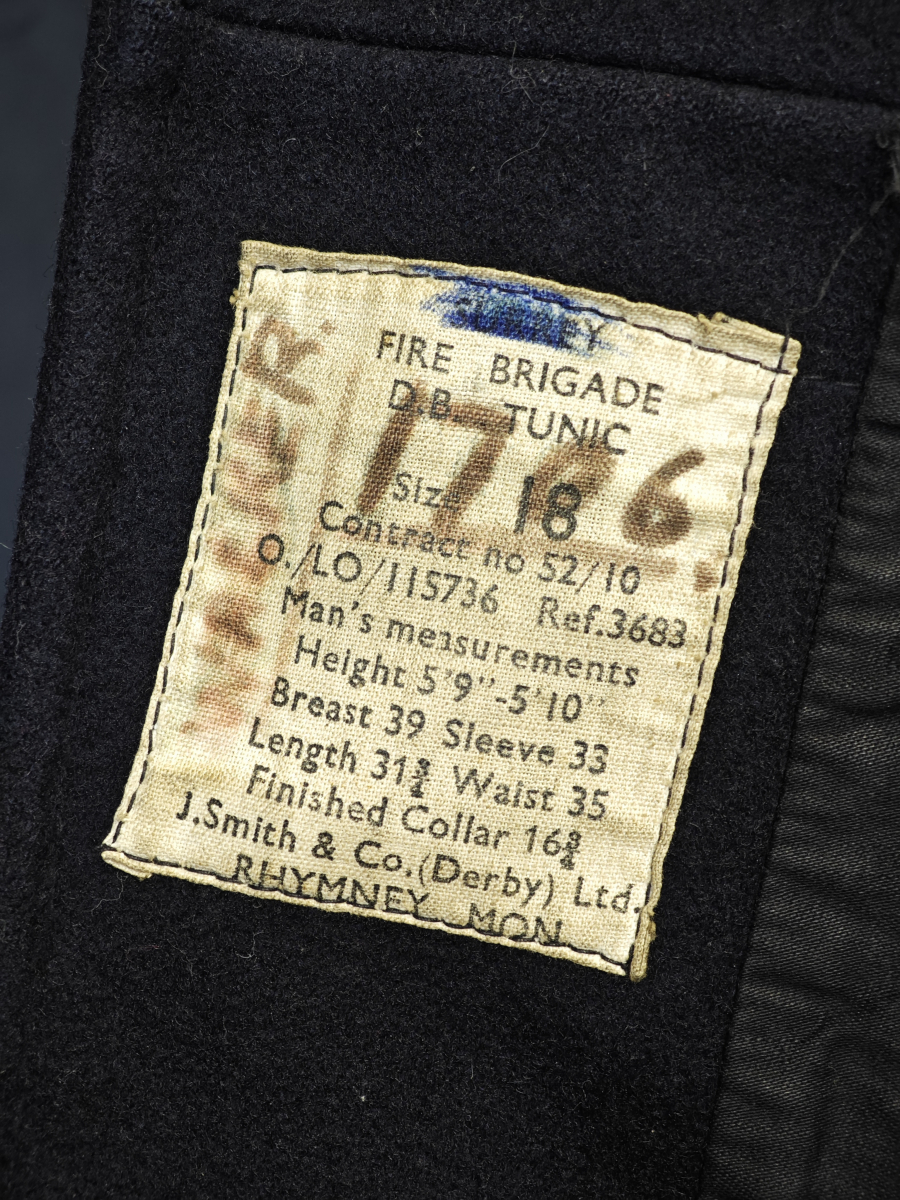 FIRE BRIGADE
D.B. TUNIC
Size 18
Contract no 52/10
O./LO/115736 Ref.3683
Man's measurements
Height 5'9"-5'10"
Breast 39 Sleeve 33
Length 31¾ Waist 35
Finished Collar 16¾
J.Smith & Co.(Derby) Ltd.
RHYMNEY MON